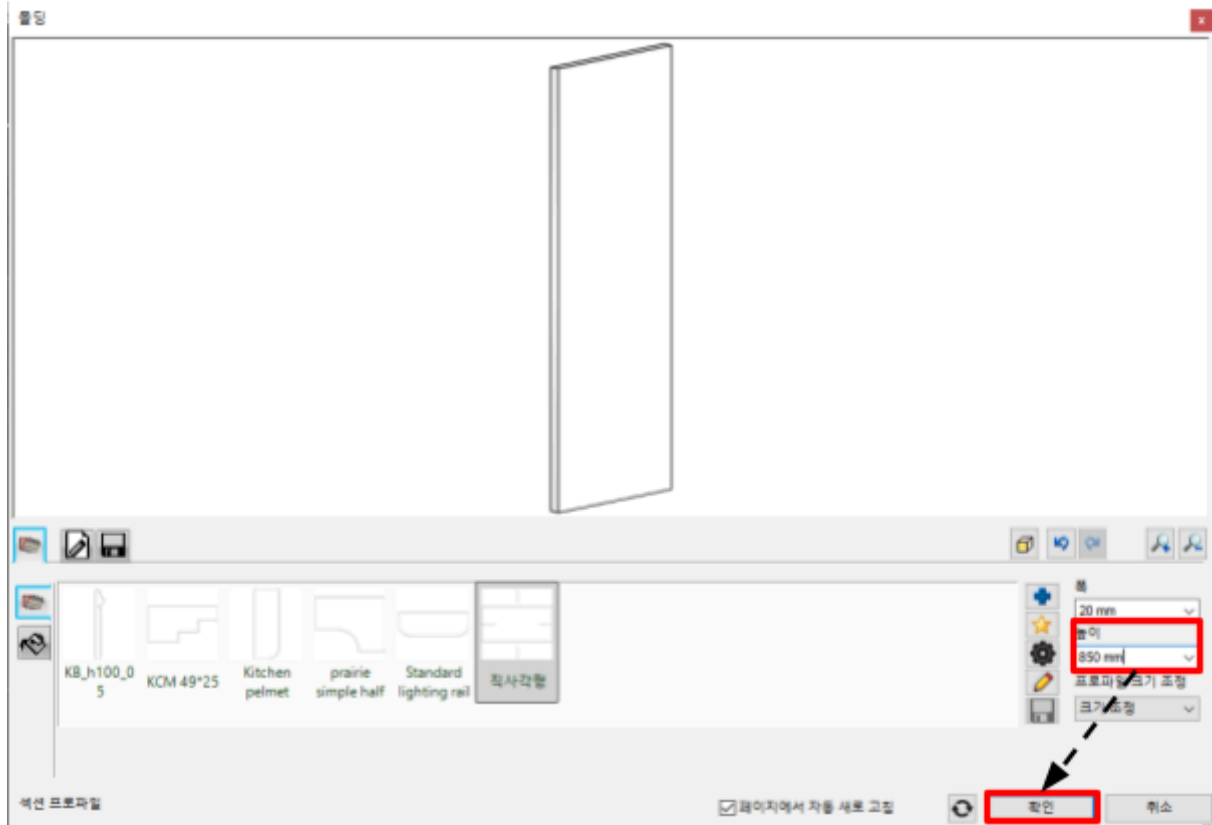 몰딩
폭
20 mm
높이
850 mm
프로파일 크기 조정
크기 조정
KB_h100_0
5
KCM 49*25
Kitchen
pelmet
prairie
simple half
Standard
lighting rail
직사각형
섹션 프로파일
페이지에서 자동 새로 고침
확인
취소